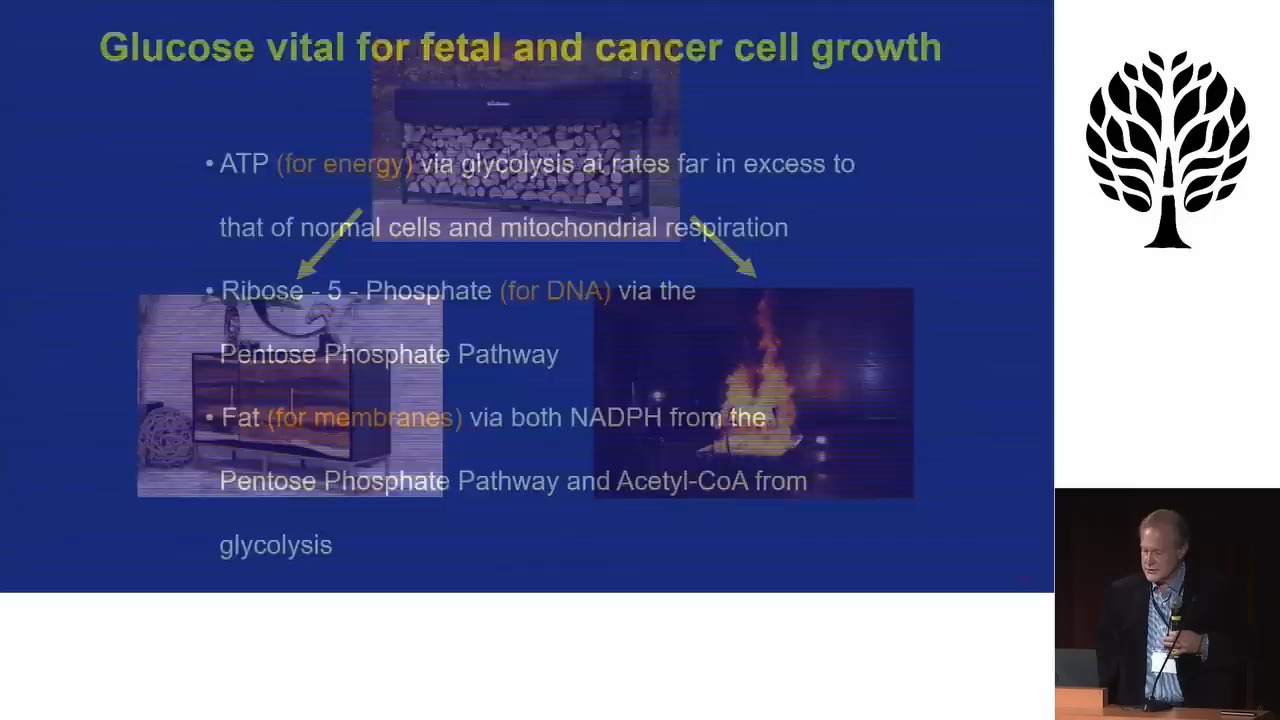 Glucose vital for fetal and cancer cell growth
• ATP (for energy) via glycolysis at rates far in excess to
that of normal cells and mitochondrial respiration
• Ribose - 5 - Phosphate (for DNA) via the
Pentose Phosphate Pathway
• Fat (for membranes) via both NADPH from the
Pentose Phosphate Pathway and Acetyl-CoA from
glycolysis